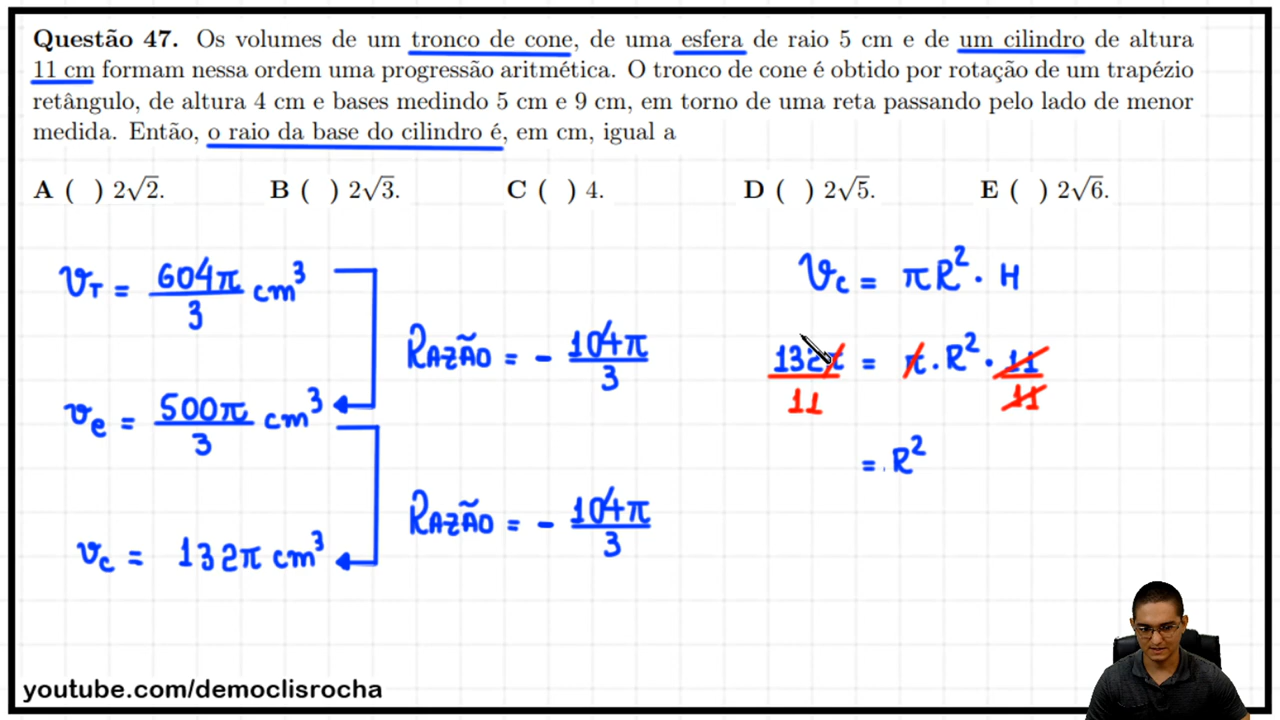 Questão 47. Os volumes de um tronco de cone, de uma esfera de raio 5 cm e de um cilindro de altura
11 cm formam nessa ordem uma progressão aritmética. O tronco de cone é obtido por rotação de um trapézio
retângulo, de altura 4 cm e bases medindo 5 cm e 9 cm, em torno de uma reta passando pelo lado de menor
medida. Então, o raio da base do cilindro é, em cm, igual a
A ( ) 2√2. B ( ) 2√3. C ( ) 4. D ( ) 2√5. E ( ) 2√6.
V_T = 604π/3 cm³
Razão = - 104π/3
V_e = 500π/3 cm³
Razão = - 104π/3
V_c = 132π cm³
V_c = πR² · H
132π/11 = π · R² · 11/11
= R²
youtube.com/democlisrocha